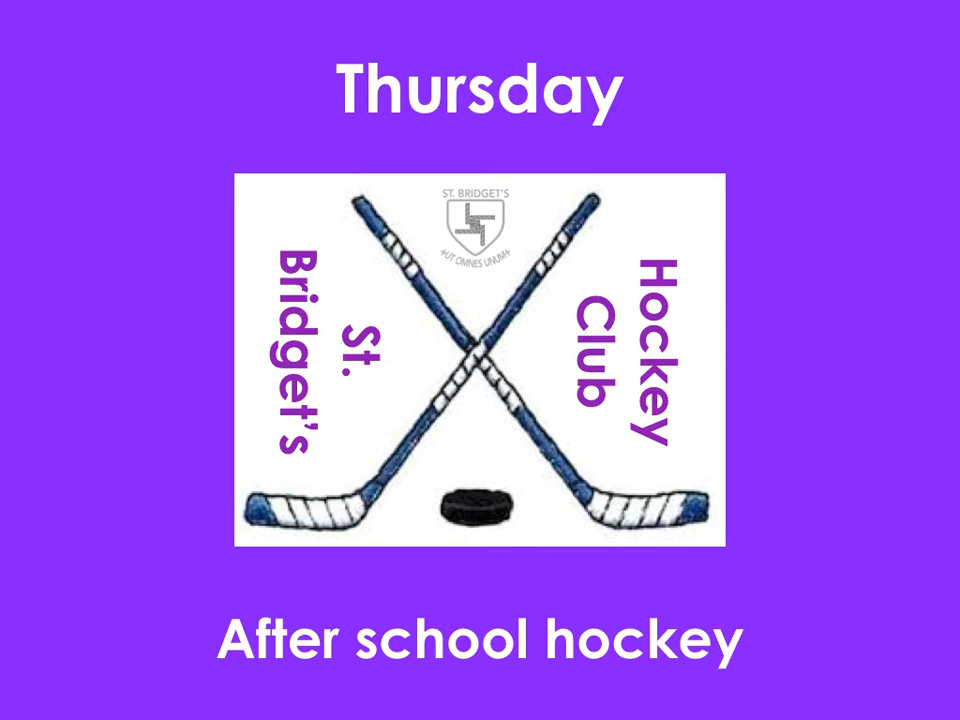 Thursday
ST. BRIDGET'S
UT OMNES UNUM
St.
Bridget's
Hockey
Club
After school hockey